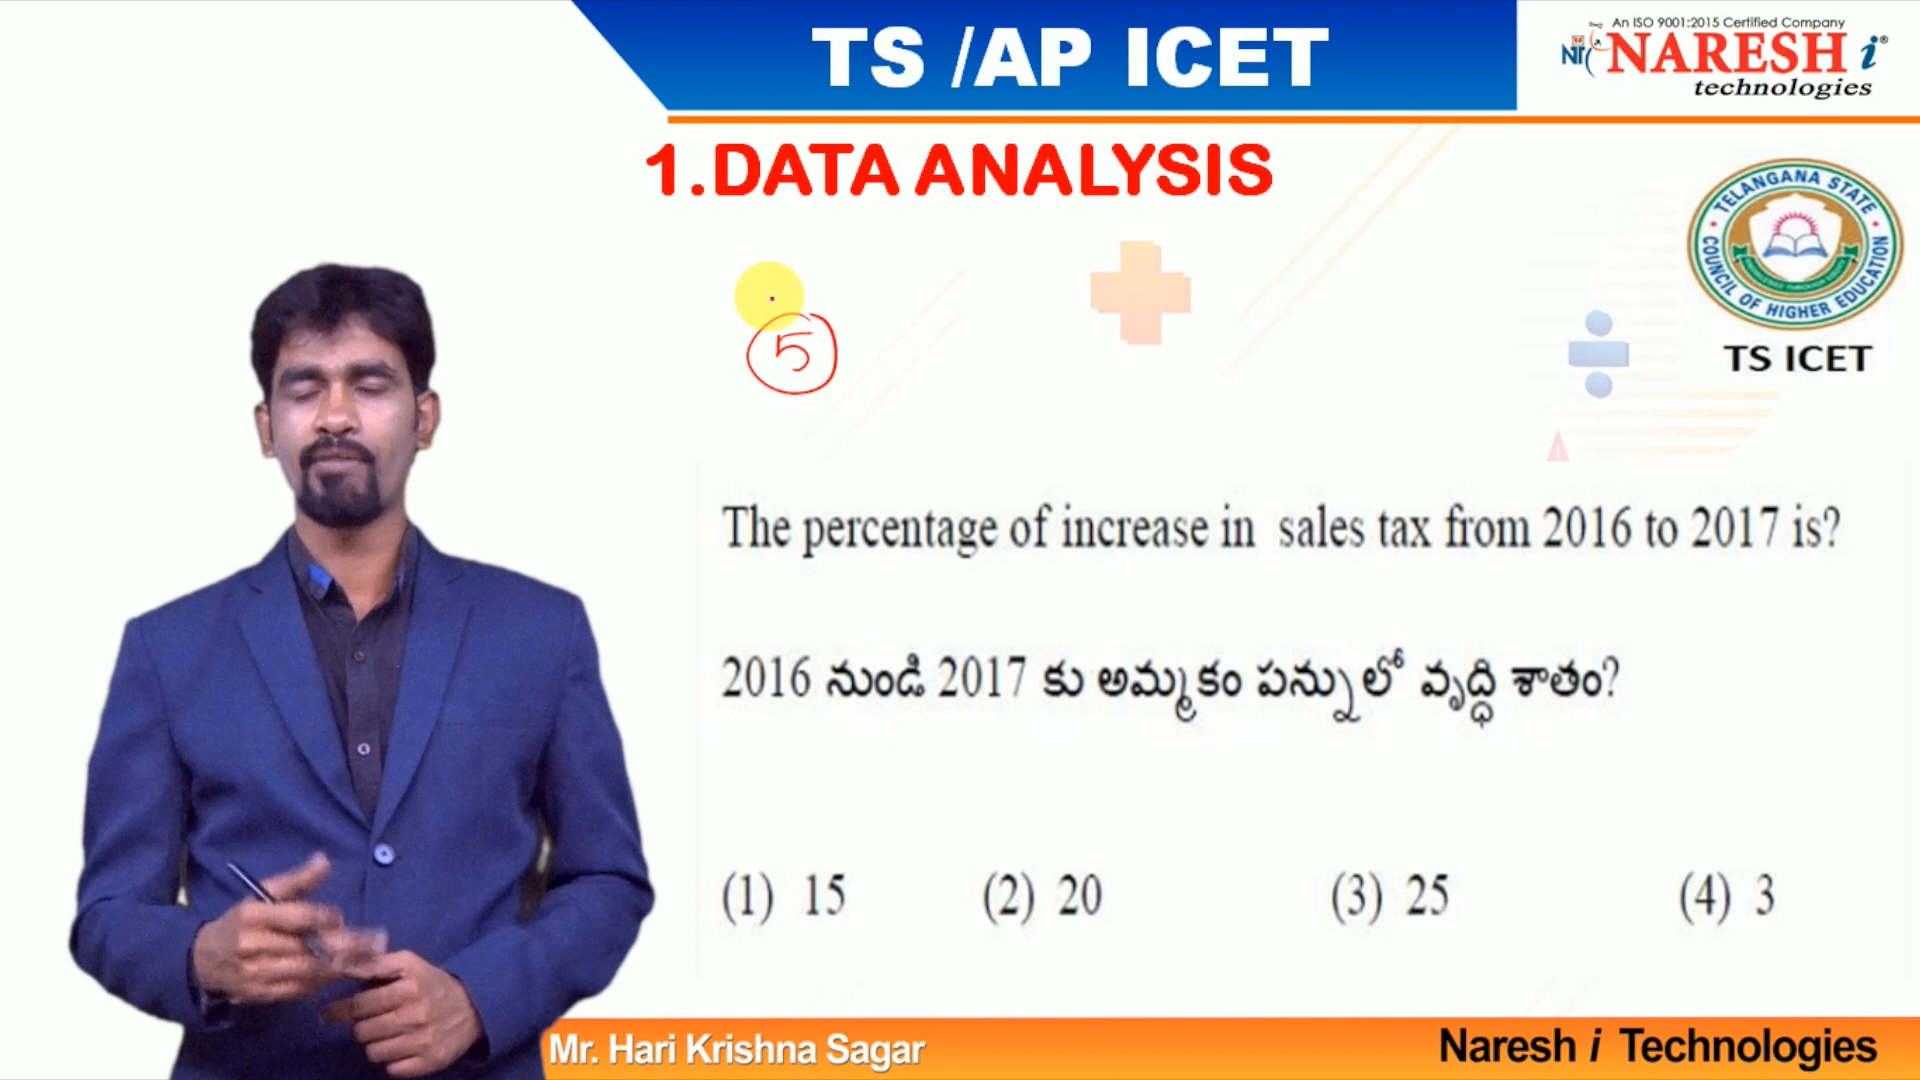 TS /AP ICET
An ISO 9001:2015 Certified Company
NARESH i®
technologies
1.DATA ANALYSIS
TELANGANA STATE
COUNCIL OF HIGHER EDUCATION
TS ICET
5
The percentage of increase in sales tax from 2016 to 2017 is?
2016 నుండి 2017 కు అమ్మకం పన్నులో వృద్ధి శాతం?
(1) 15 (2) 20 (3) 25 (4) 3
Mr. Hari Krishna Sagar
Naresh i Technologies